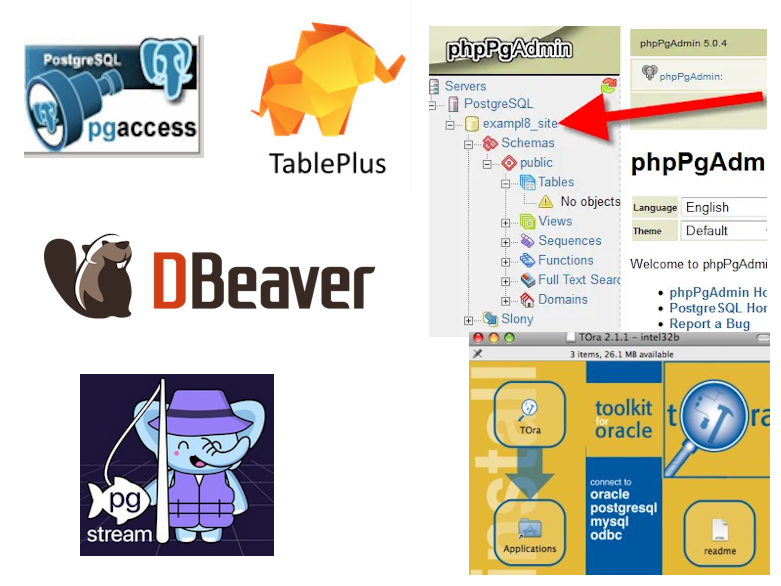 PostgreSQL
pgaccess
TablePlus
DBeaver
pg
stream
phpPgAdmin
Servers
PostgreSQL
exampl8_site
Schemas
public
Tables
No objects
Views
Sequences
Functions
Full Text Searc
Domains
Slony
phpPgAdmin 5.0.4
phpPgAdmin:
phpPgAdm
Language English
Theme Default
Welcome to phpPgAdmi
phpPgAdmin Ho
PostgreSQL Hor
Report a Bug
TOra 2.1.1 - intel32b
3 items, 26.1 MB available
install
TOra
Applications
toolkit
for
oracle
connect to
oracle
postgresql
mysql
odbc
tora
readme